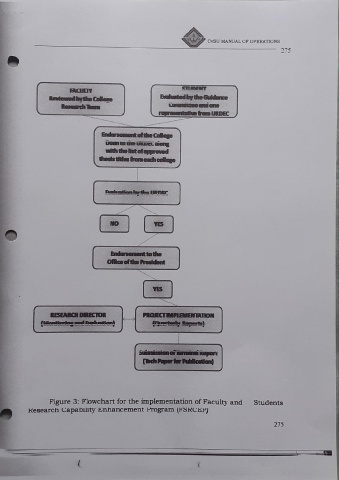 CMSU MANUAL OF OPERATIONS
275
FACULTY
Reviewed by the College
Research Team
STUDENT
Evaluated by the Guidance
Committee and one
representative from URDEC
Endorsement of the College
Dean to the URDEC along
with the list of approved
thesis titles from each college
Evaluation by the URDEC
NO
YES
Endorsement to the
Office of the President
YES
RESEARCH DIRECTOR
(Monitoring and Evaluation)
PROJECT IMPLEMENTATION
(Quarterly Reports)
Submission of Terminal Report
(Tech Paper for Publication)
Figure 3: Flowchart for the implementation of Faculty and Students
Research Capability Enhancement Program (FSRCEP)
275